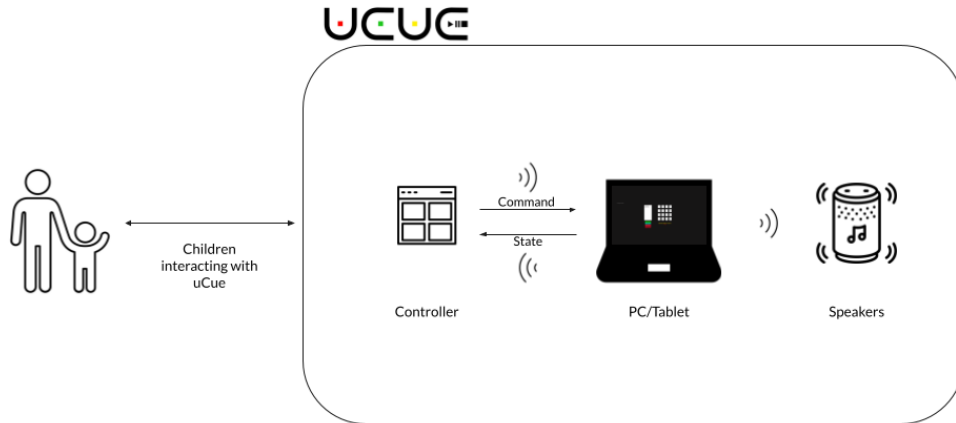 uCUE
Command
State
Children
interacting with
uCue
Controller
PC/Tablet
Speakers